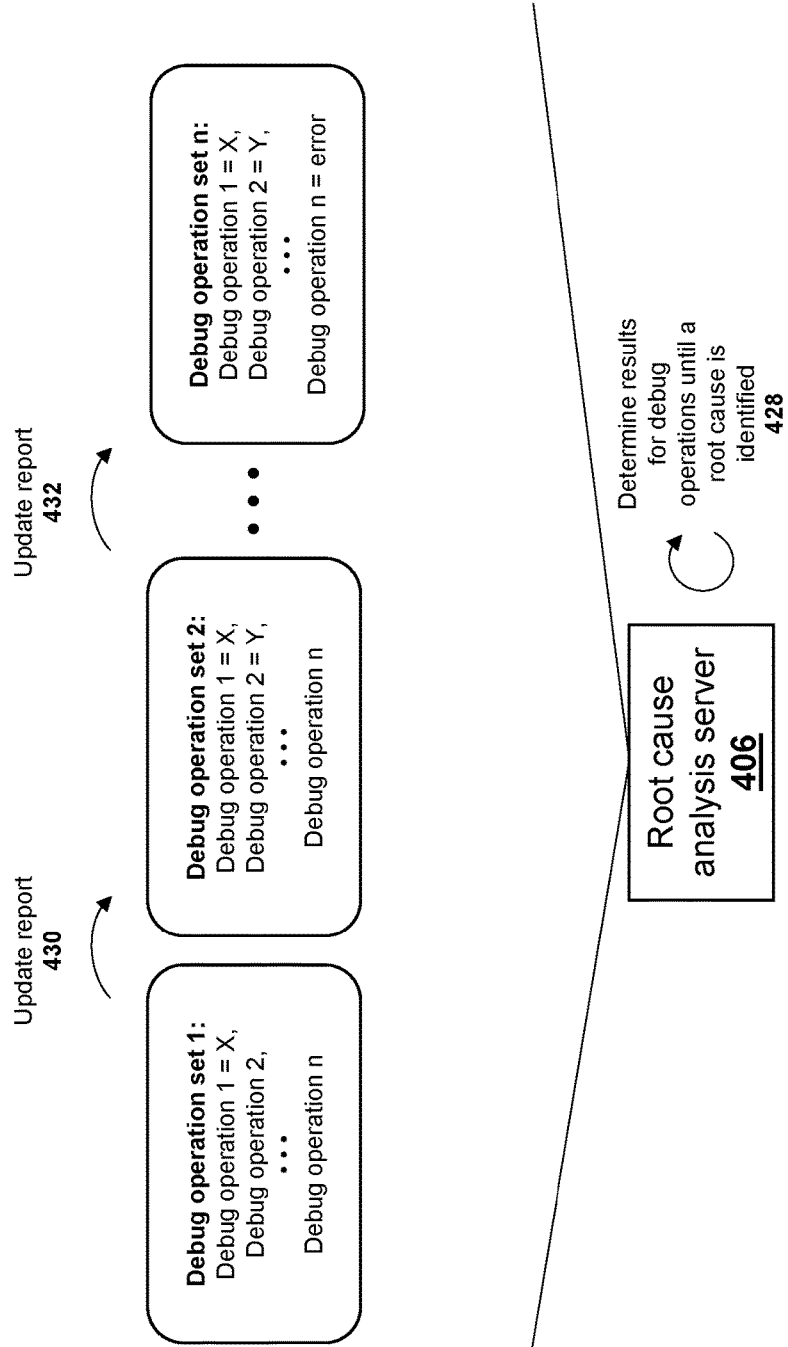 Update report
430
Update report
432
Debug operation set 1:
Debug operation 1 = X,
Debug operation 2,
•••
Debug operation n
Debug operation set 2:
Debug operation 1 = X,
Debug operation 2 = Y,
•••
Debug operation n
•••
Debug operation set n:
Debug operation 1 = X,
Debug operation 2 = Y,
•••
Debug operation n = error
Root cause
analysis server
406
Determine results
for debug
operations until a
root cause is
identified
428